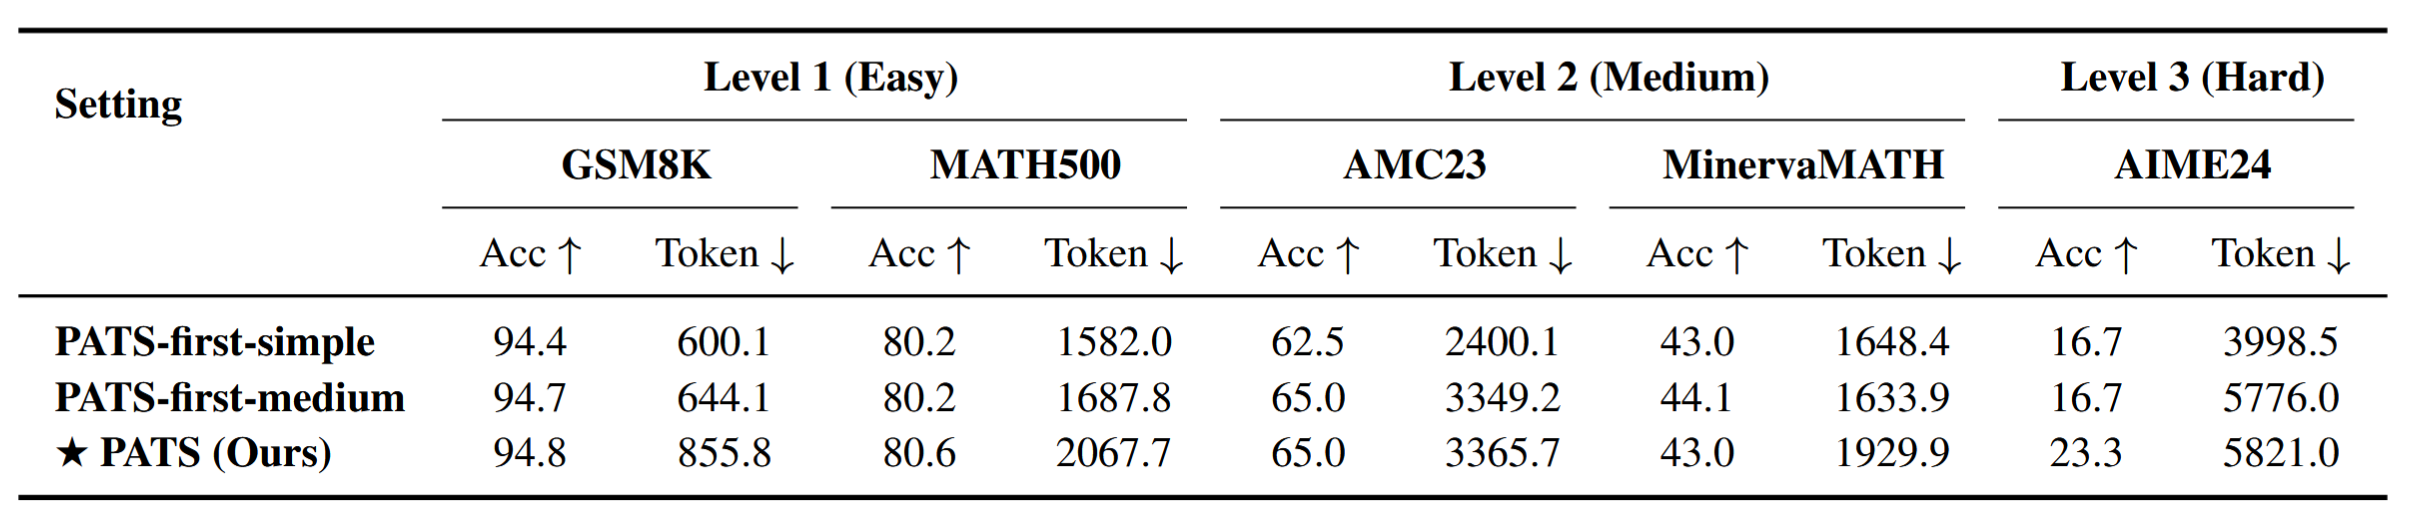 Setting Level 1 (Easy) Level 2 (Medium) Level 3 (Hard)
GSM8K MATH500 AMC23 MinervaMATH AIME24
Acc ↑ Token ↓ Acc ↑ Token ↓ Acc ↑ Token ↓ Acc ↑ Token ↓ Acc ↑ Token ↓
PATS-first-simple 94.4 600.1 80.2 1582.0 62.5 2400.1 43.0 1648.4 16.7 3998.5
PATS-first-medium 94.7 644.1 80.2 1687.8 65.0 3349.2 44.1 1633.9 16.7 5776.0
★ PATS (Ours) 94.8 855.8 80.6 2067.7 65.0 3365.7 43.0 1929.9 23.3 5821.0